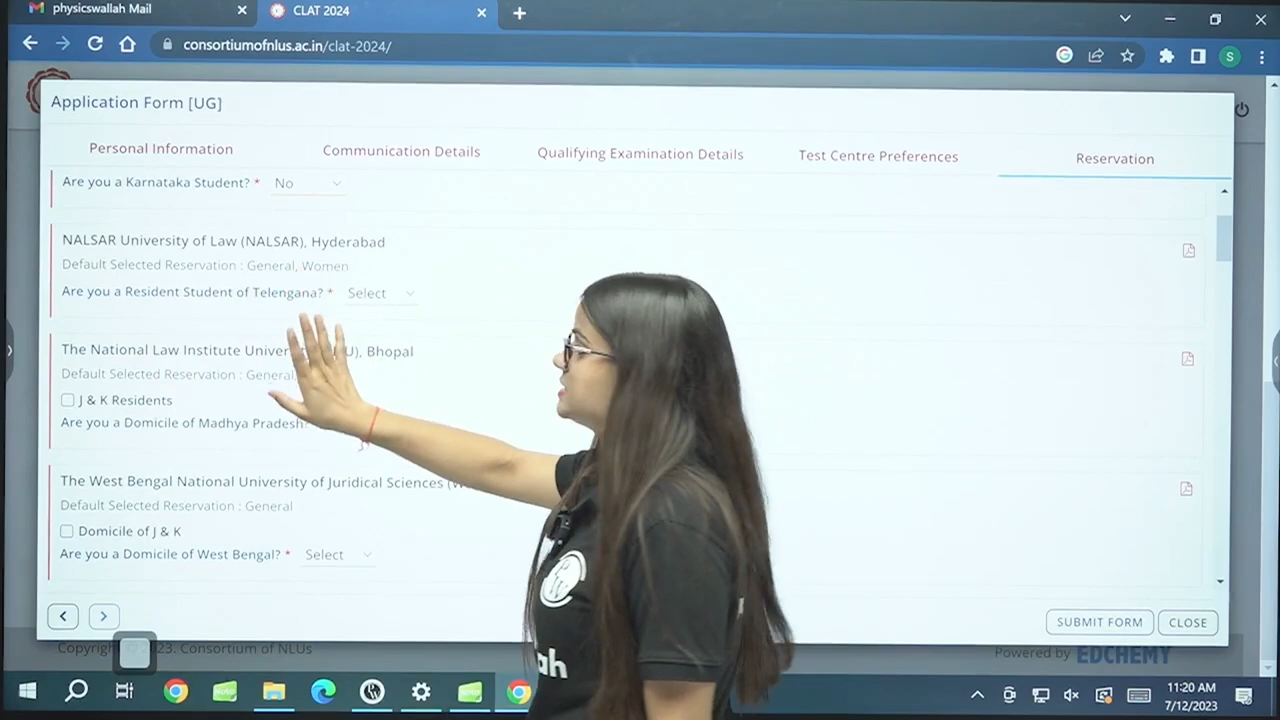 physicswallah Mail
CLAT 2024
consortiumofnlus.ac.in/clat-2024/
S
Application Form [UG]
Personal Information
Communication Details
Qualifying Examination Details
Test Centre Preferences
Reservation
Are you a Karnataka Student? * No
NALSAR University of Law (NALSAR), Hyderabad
Default Selected Reservation : General, Women
Are you a Resident Student of Telengana? * Select
The National Law Institute U), Bhopal
Default Selected Reservation : General,
J & K Residents
Are you a Domicile of Madhya Pradesh
The West Bengal National University of Juridical Sciences
Default Selected Reservation : General
Domicile of J & K
Are you a Domicile of West Bengal? * Select
SUBMIT FORM
CLOSE
ah
Copyrigh 23. Consortium of NLUs
Powered by EDCHEMY
11:20 AM
7/12/2023